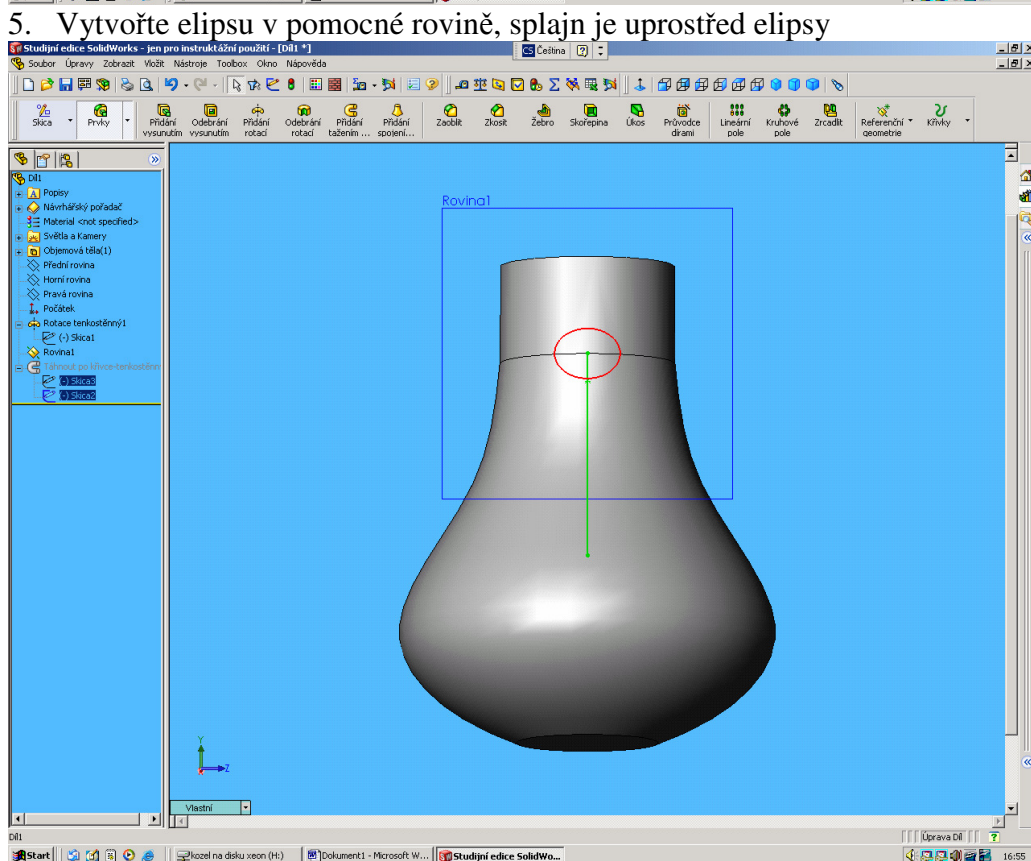 5. Vytvořte elipsu v pomocné rovině, splajn je uprostřed elipsy
Studijní edice SolidWorks - jen pro instruktážní použití - [Díl1 *]
CS Čeština
Soubor Úpravy Zobrazit Vložit Nástroje Toolbox Okno Nápověda
Skica Prvky Přidání vysunutím Odebrání vysunutím Přidání rotací Odebrání rotací Přidání tažením ... Přidání spojení... Zaoblit Zkosit Žebro Skořepina Úkos Průvodce dírami Lineární pole Kruhové pole Zrcadlit Referenční geometrie Křivky
Díl1
Popisy
Návrhářský pořadač
Material <not specified>
Světla a Kamery
Objemová těla(1)
Přední rovina
Horní rovina
Pravá rovina
Počátek
Rotace tenkostěnný1
(-) Skica1
Rovina1
Táhnout po křivce-tenkostěnn
(-) Skica3
(-) Skica2
Rovina1
Y
Z
Vlastní
Díl1
Úprava Díl
Start
kozel na disku xeon (H:)
Dokument1 - Microsoft W...
Studijní edice SolidWo...
16:55